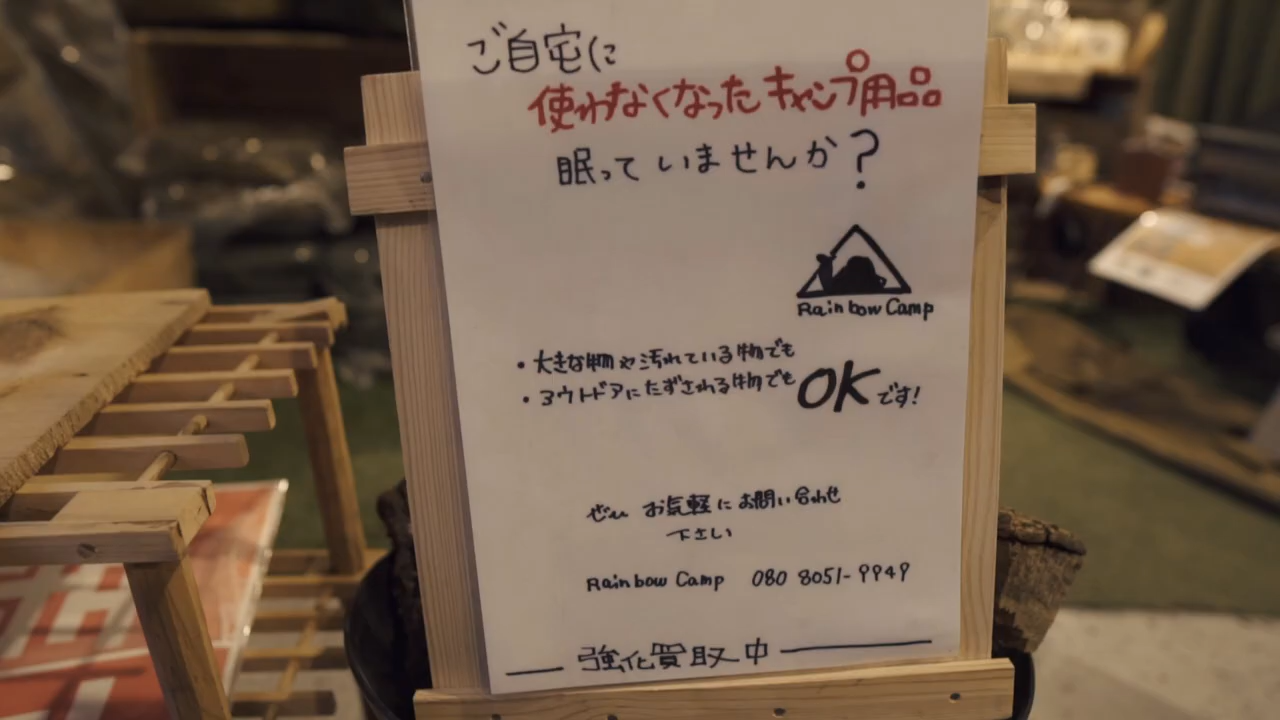 ご自宅に
使わなくなったキャンプ用品
眠っていませんか?
Rainbow Camp
・大きな物や汚れている物でも
・アウトドアにたずさわる物でも OKです!
ぜひ お気軽に お問い合わせ
下さい
Rainbow Camp 080 8051-9949
強化買取中